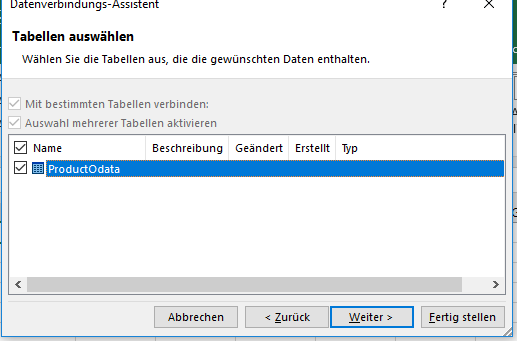 Datenverbindungs-Assistent
?
Tabellen auswählen
Wählen Sie die Tabellen aus, die die gewünschten Daten enthalten.
Mit bestimmten Tabellen verbinden:
Auswahl mehrerer Tabellen aktivieren
Name Beschreibung Geändert Erstellt Typ
ProductOdata
Abbrechen < Zurück Weiter > Fertig stellen